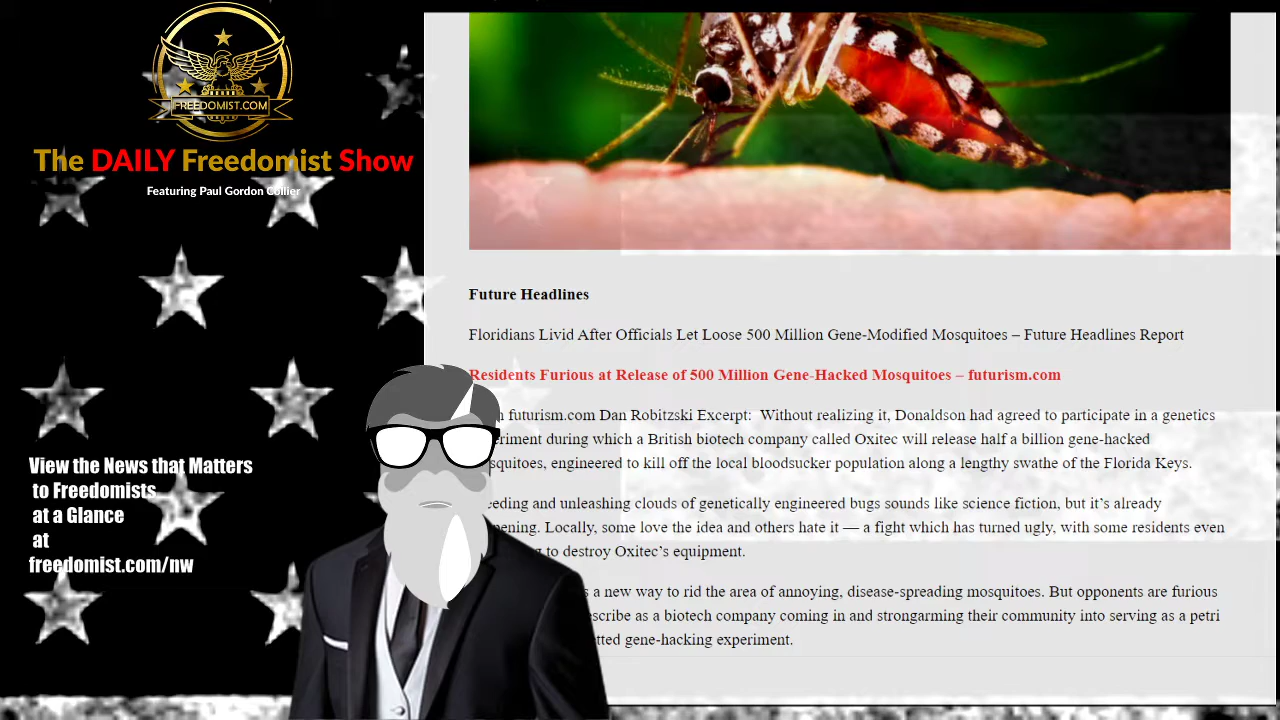 FREEDOMIST.COM
The DAILY Freedomist Show
Featuring Paul Gordon Collier
View the News that Matters
to Freedomists
at a Glance
at
freedomist.com/nw
Future Headlines
Floridians Livid After Officials Let Loose 500 Million Gene-Modified Mosquitoes – Future Headlines Report
Residents Furious at Release of 500 Million Gene-Hacked Mosquitoes – futurism.com
futurism.com Dan Robitzski Excerpt: Without realizing it, Donaldson had agreed to participate in a genetics
during which a British biotech company called Oxitec will release half a billion gene-hacked
engineered to kill off the local bloodsucker population along a lengthy swathe of the Florida Keys.
and unleashing clouds of genetically engineered bugs sounds like science fiction, but it’s already
Locally, some love the idea and others hate it — a fight which has turned ugly, with some residents even
to destroy Oxitec’s equipment.
a new way to rid the area of annoying, disease-spreading mosquitoes. But opponents are furious
as a biotech company coming in and strongarming their community into serving as a petri
gene-hacking experiment.